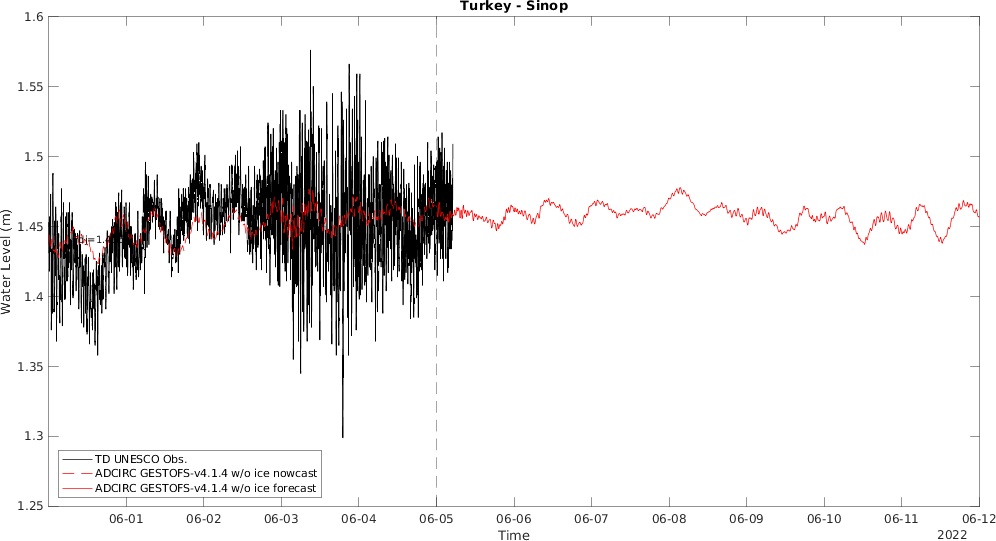 Turkey - Sinop
Water Level (m)
1.6
1.55
1.5
1.45
1.4
1.35
1.3
1.25
TD UNESCO Obs.
ADCIRC GESTOFS-v4.1.4 w/o ice nowcast
ADCIRC GESTOFS-v4.1.4 w/o ice forecast
06-01 06-02 06-03 06-04 06-05 06-06 06-07 06-08 06-09 06-10 06-11 06-12
Time
2022